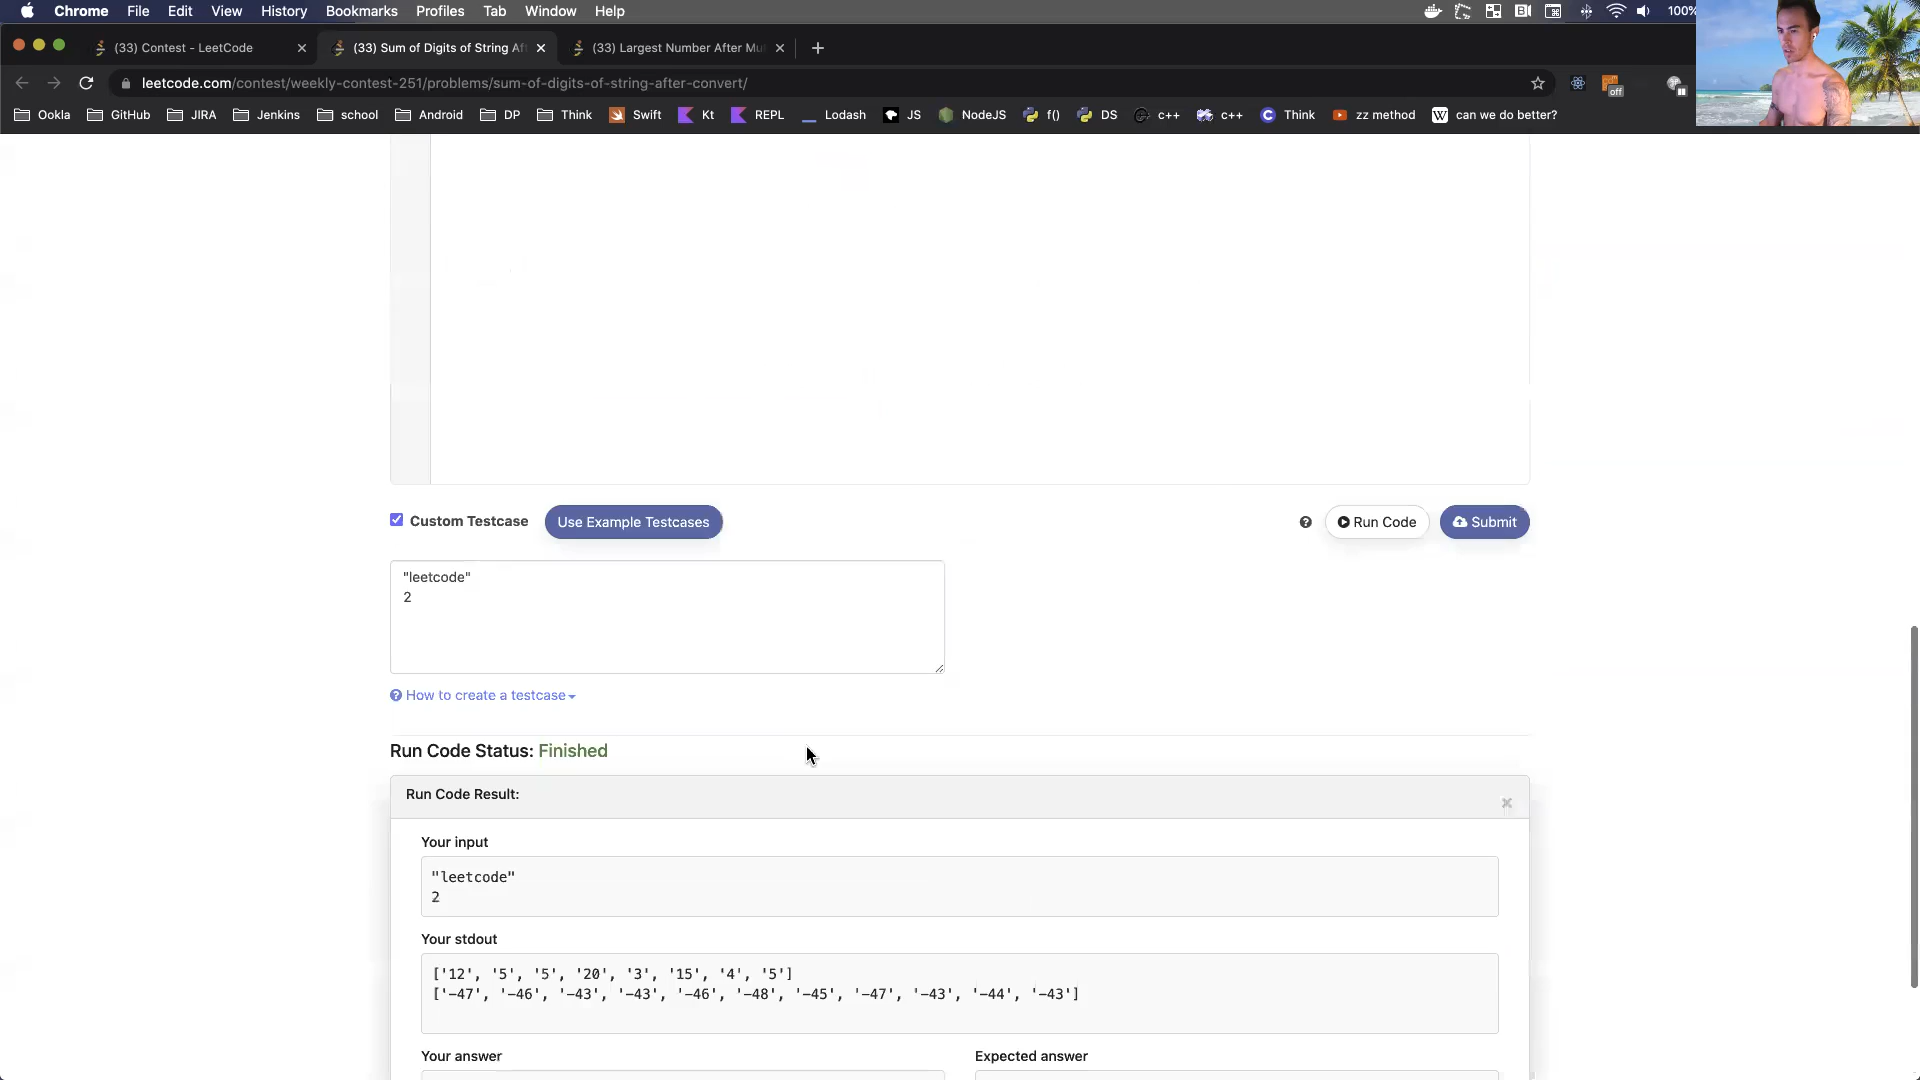 Chrome File Edit View History Bookmarks Profiles Tab Window Help 100%
(33) Contest - LeetCode
(33) Sum of Digits of String Af
(33) Largest Number After Mu
leetcode.com/contest/weekly-contest-251/problems/sum-of-digits-of-string-after-convert/
off
Ookla GitHub JIRA Jenkins school Android DP Think Swift Kt REPL Lodash JS NodeJS f() DS c++ c++ Think zz method can we do better?
Custom Testcase
Use Example Testcases
Run Code
Submit
"leetcode"
2
How to create a testcase
Run Code Status: Finished
Run Code Result:
×
Your input
"leetcode"
2
Your stdout
['12', '5', '5', '20', '3', '15', '4', '5']
['-47', '-46', '-43', '-43', '-46', '-48', '-45', '-47', '-43', '-44', '-43']
Your answer
Expected answer